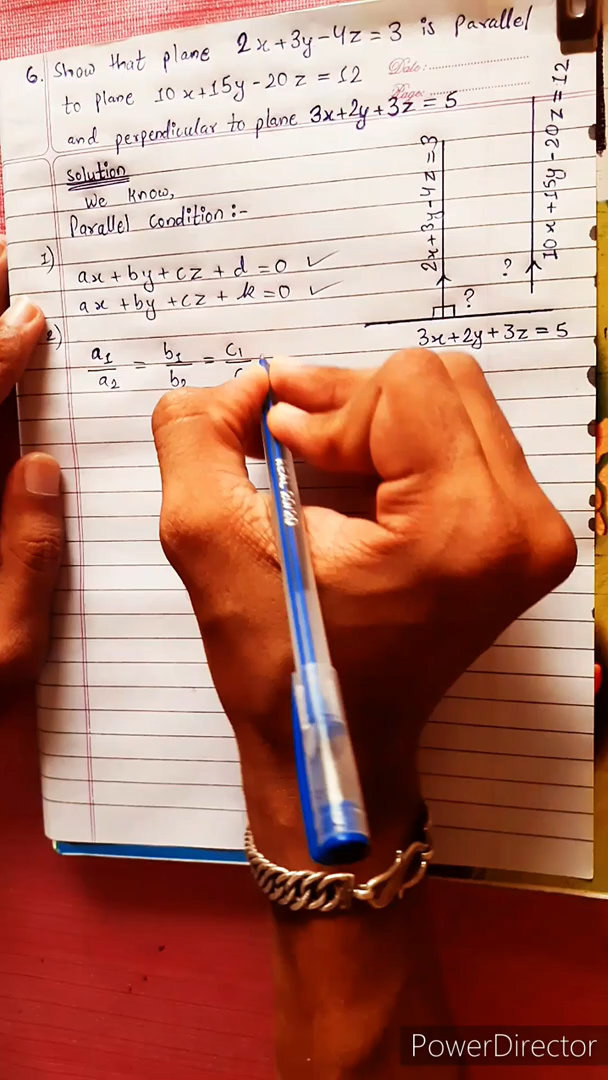 6. Show that plane 2x+3y-4z=3 is parallel
to plane 10x+15y-20z=12
Date:
Page:
and perpendicular to plane 3x+2y+3z=5
solution
we know,
Parallel condition:-
1) ax+by+cz+d=0 ✓
ax+by+cz+k=0 ✓
2) a₁/a₂ = b₁/b₂ = c₁/
2x+3y-4z=3
10x+15y-20z=12
?
?
3x+2y+3z=5
PowerDirector